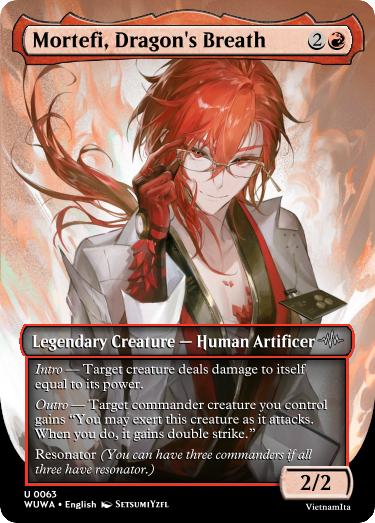 Mortefi, Dragon's Breath 2
Legendary Creature — Human Artificer
Intro — Target creature deals damage to itself
equal to its power.
Outro — Target commander creature you control
gains “You may exert this creature as it attacks.
When you do, it gains double strike.”
Resonator (You can have three commanders if all
three have resonator.)
2/2
U 0063
WUWA • English SetsumiYzfl
VietnamIta